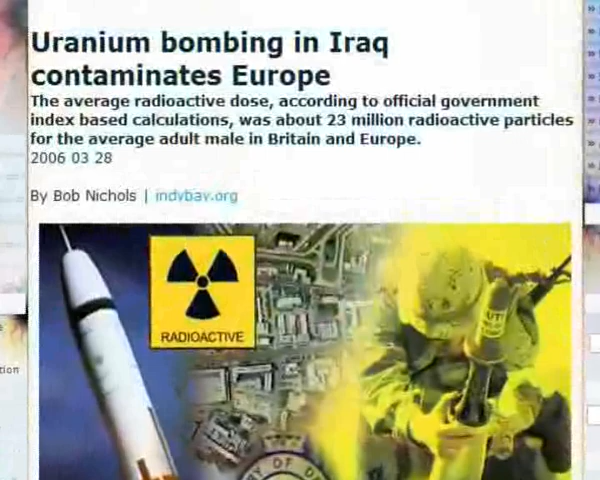 Uranium bombing in Iraq
contaminates Europe
The average radioactive dose, according to official government
index based calculations, was about 23 million radioactive particles
for the average adult male in Britain and Europe.
2006 03 28
By Bob Nichols | indybay.org
RADIOACTIVE
Y OF D